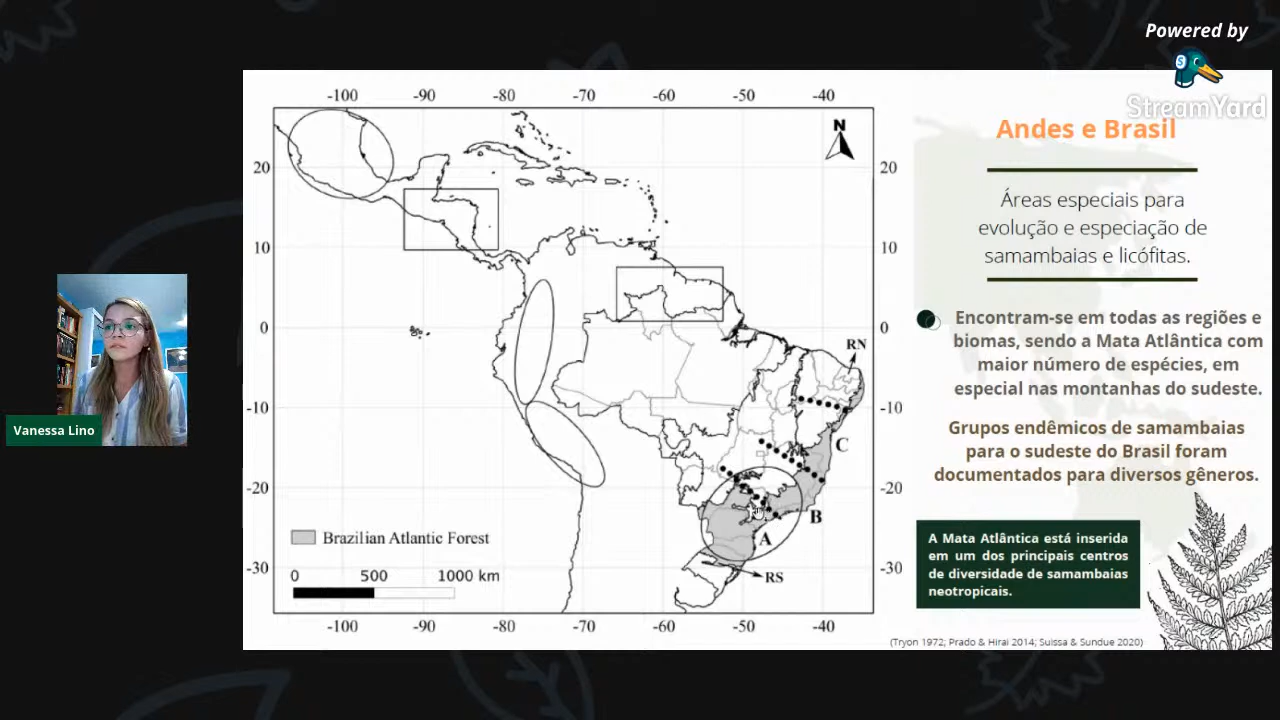 Powered by
StreamYard
Vanessa Lino
-100 -90 -80 -70 -60 -50 -40
N
20 20
10 10
0 0
RN
-10 -10
C
-20 -20
B
A
Brazilian Atlantic Forest
-30 -30
RS
0 500 1000 km
-100 -90 -80 -70 -60 -50 -40
Andes e Brasil
Áreas especiais para
evolução e especiação de
samambaias e licófitas.
Encontram-se em todas as regiões e
biomas, sendo a Mata Atlântica com
maior número de espécies, em
especial nas montanhas do sudeste.
Grupos endêmicos de samambaias
para o sudeste do Brasil foram
documentados para diversos gêneros.
A Mata Atlântica está inserida
em um dos principais centros
de diversidade de samambaias
neotropicais.
(Tryon 1972; Prado & Hirai 2014; Suissa & Sundue 2020)